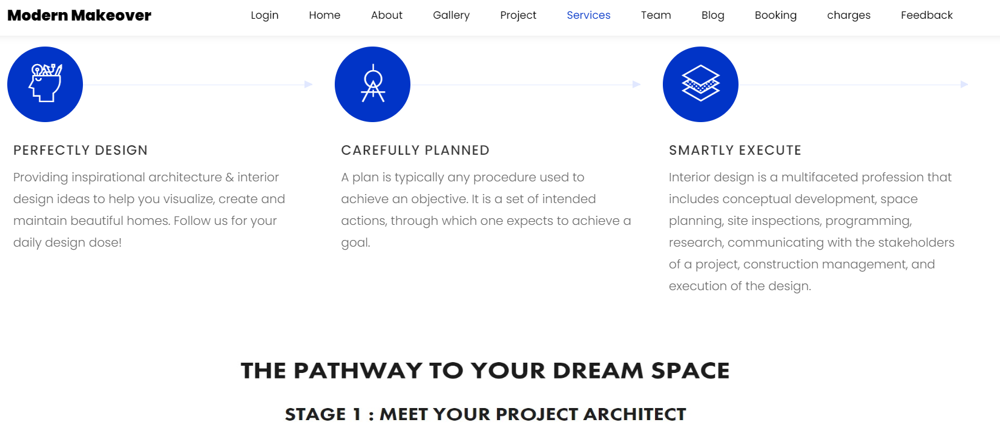 Modern Makeover
Login Home About Gallery Project Services Team Blog Booking charges Feedback
PERFECTLY DESIGN
Providing inspirational architecture & interior
design ideas to help you visualize, create and
maintain beautiful homes. Follow us for your
daily design dose!
CAREFULLY PLANNED
A plan is typically any procedure used to
achieve an objective. It is a set of intended
actions, through which one expects to achieve a
goal.
SMARTLY EXECUTE
Interior design is a multifaceted profession that
includes conceptual development, space
planning, site inspections, programming,
research, communicating with the stakeholders
of a project, construction management, and
execution of the design.
THE PATHWAY TO YOUR DREAM SPACE
STAGE 1 : MEET YOUR PROJECT ARCHITECT